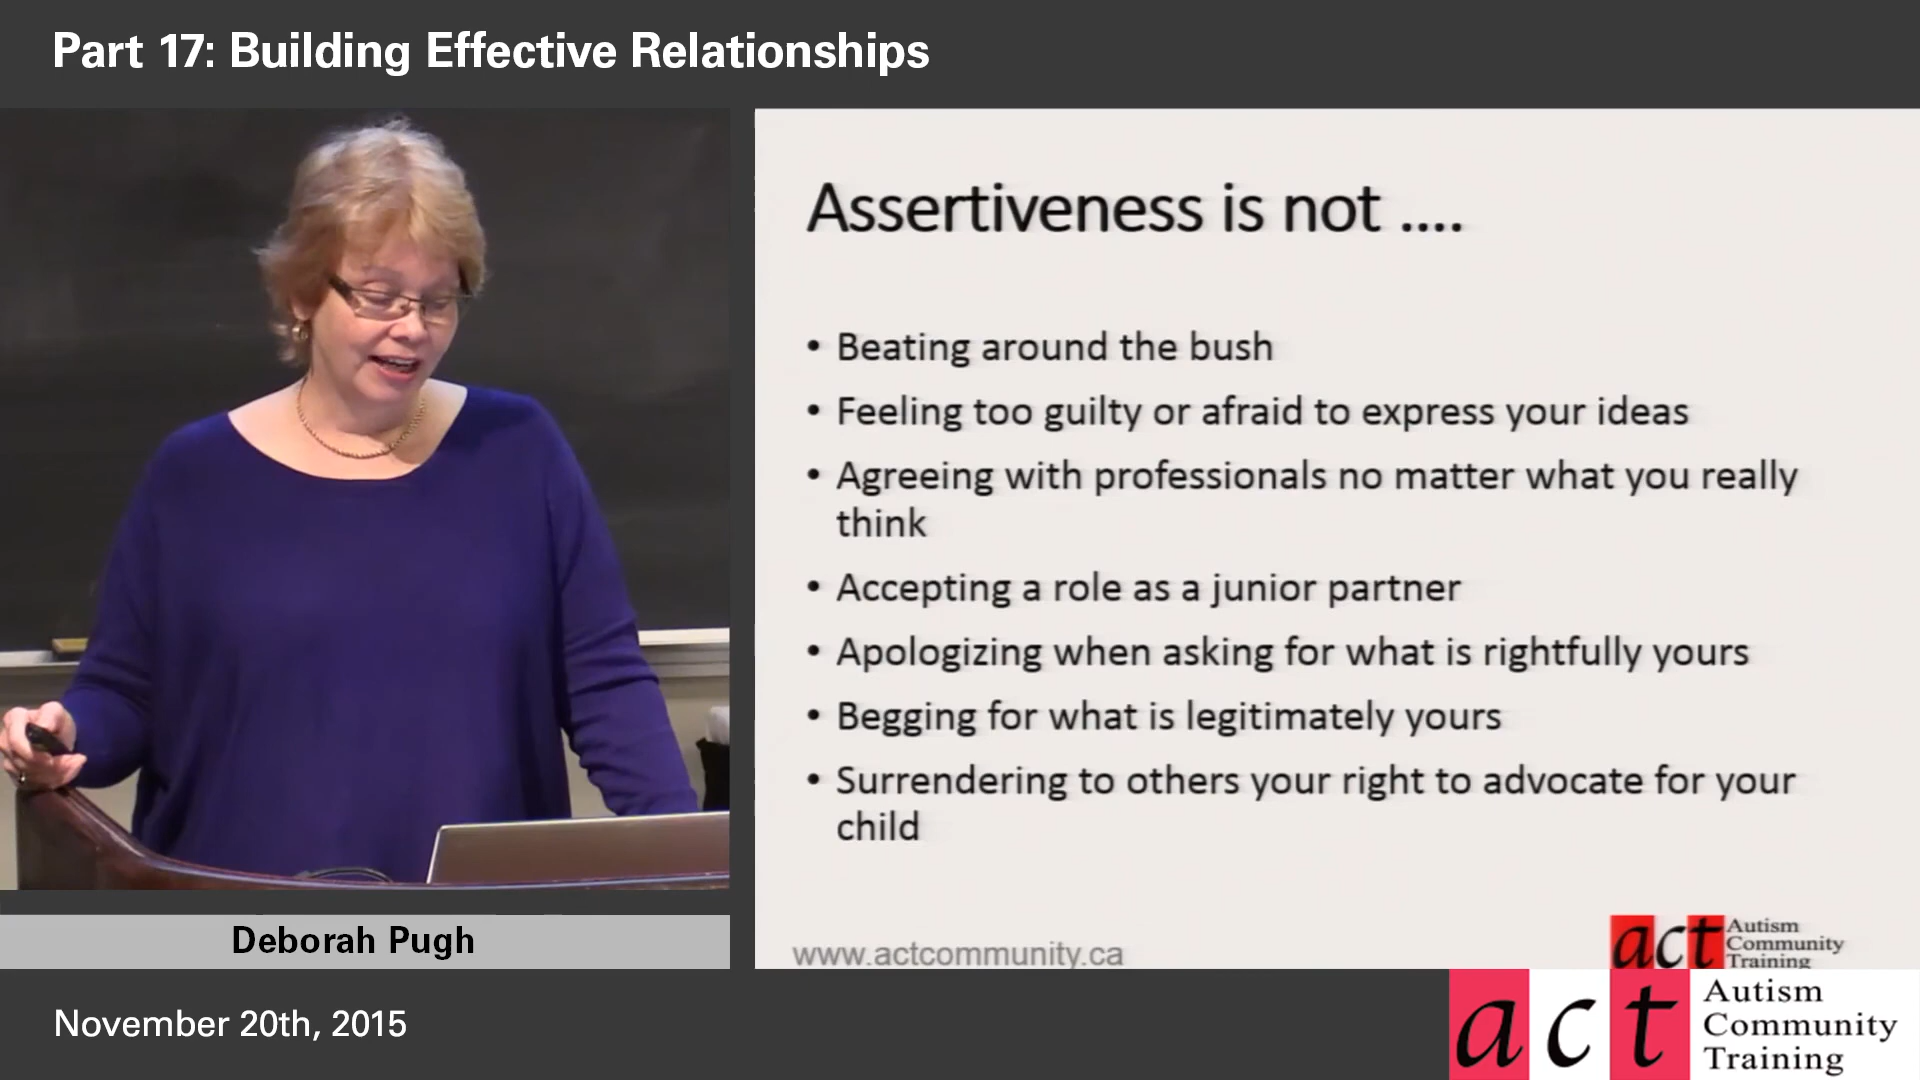 Part 17: Building Effective Relationships
Assertiveness is not ....
• Beating around the bush
• Feeling too guilty or afraid to express your ideas
• Agreeing with professionals no matter what you really
think
• Accepting a role as a junior partner
• Apologizing when asking for what is rightfully yours
• Begging for what is legitimately yours
• Surrendering to others your right to advocate for your
child
www.actcommunity.ca
act
Autism
Community
Training
Deborah Pugh
November 20th, 2015
act
Autism
Community
Training